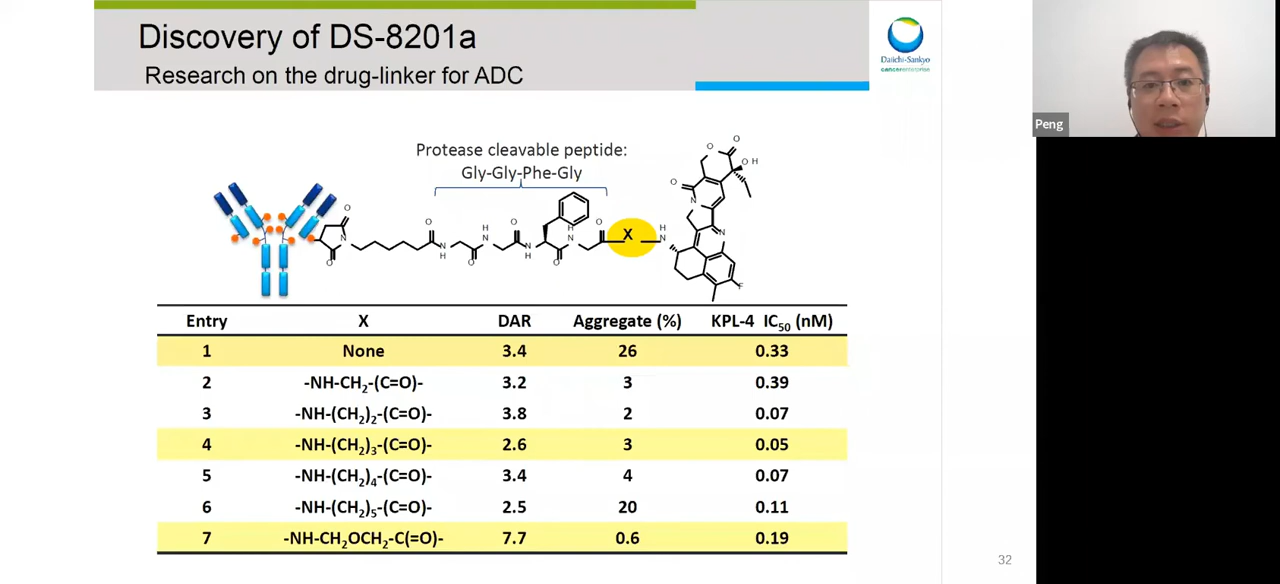 Discovery of DS-8201a
Research on the drug-linker for ADC
Daiichi-Sankyo
cancerenterprise
Peng
Protease cleavable peptide:
Gly-Gly-Phe-Gly
X
Entry X DAR Aggregate (%) KPL-4 IC50 (nM)
1 None 3.4 26 0.33
2 -NH-CH2-(C=O)- 3.2 3 0.39
3 -NH-(CH2)2-(C=O)- 3.8 2 0.07
4 -NH-(CH2)3-(C=O)- 2.6 3 0.05
5 -NH-(CH2)4-(C=O)- 3.4 4 0.07
6 -NH-(CH2)5-(C=O)- 2.5 20 0.11
7 -NH-CH2OCH2-C(=O)- 7.7 0.6 0.19
32